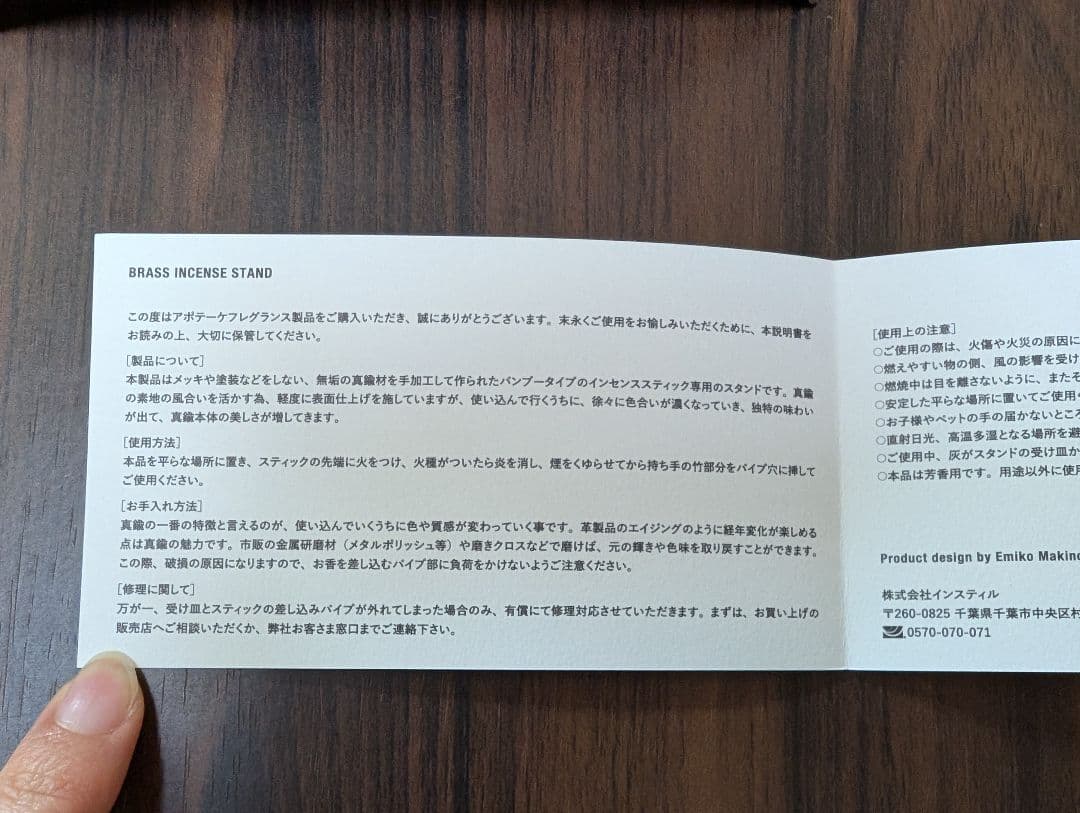 BRASS INCENSE STAND
この度はアポテーケフレグランス製品をご購入いただき、誠にありがとうございます。末永くご使用をお愉しみいただくために、本説明書を
お読みの上、大切に保管してください。
［製品について］
本製品はメッキや塗装などをしない、無垢の真鍮材を手加工して作られたバンブータイプのインセンススティック専用のスタンドです。真鍮
の素地の風合いを活かす為、軽度に表面仕上げを施していますが、使い込んで行くうちに、徐々に色合いが濃くなっていき、独特の味わい
が出て、真鍮本体の美しさが増してきます。
［使用方法］
本品を平らな場所に置き、スティックの先端に火をつけ、火種がついたら炎を消し、煙をくゆらせてから持ち手の竹部分をパイプ穴に挿して
ご使用ください。
［お手入れ方法］
真鍮の一番の特徴と言えるのが、使い込んでいくうちに色や質感が変わっていく事です。革製品のエイジングのように経年変化が楽しめる
点は真鍮の魅力です。市販の金属研磨材（メタルポリッシュ等）や磨きクロスなどで磨けば、元の輝きや色味を取り戻すことができます。
この際、破損の原因になりますので、お香を差し込むパイプ部に負荷をかけないようご注意ください。
［修理に関して］
万が一、受け皿とスティックの差し込みパイプが外れてしまった場合のみ、有償にて修理対応させていただきます。まずは、お買い上げの
販売店へご相談いただくか、弊社お客さま窓口までご連絡下さい。
［使用上の注意］
○ご使用の際は、火傷や火災の原因に
○燃えやすい物の側、風の影響を受け
○燃焼中は目を離さないように、またそ
○安定した平らな場所に置いてご使用く
○お子様やペットの手の届かないところ
○直射日光、高温多湿となる場所を避
○ご使用中、灰がスタンドの受け皿か
○本品は芳香用です。用途以外に使用
Product design by Emiko Makino
株式会社インスティル
〒260-0825 千葉県千葉市中央区村
0570-070-071